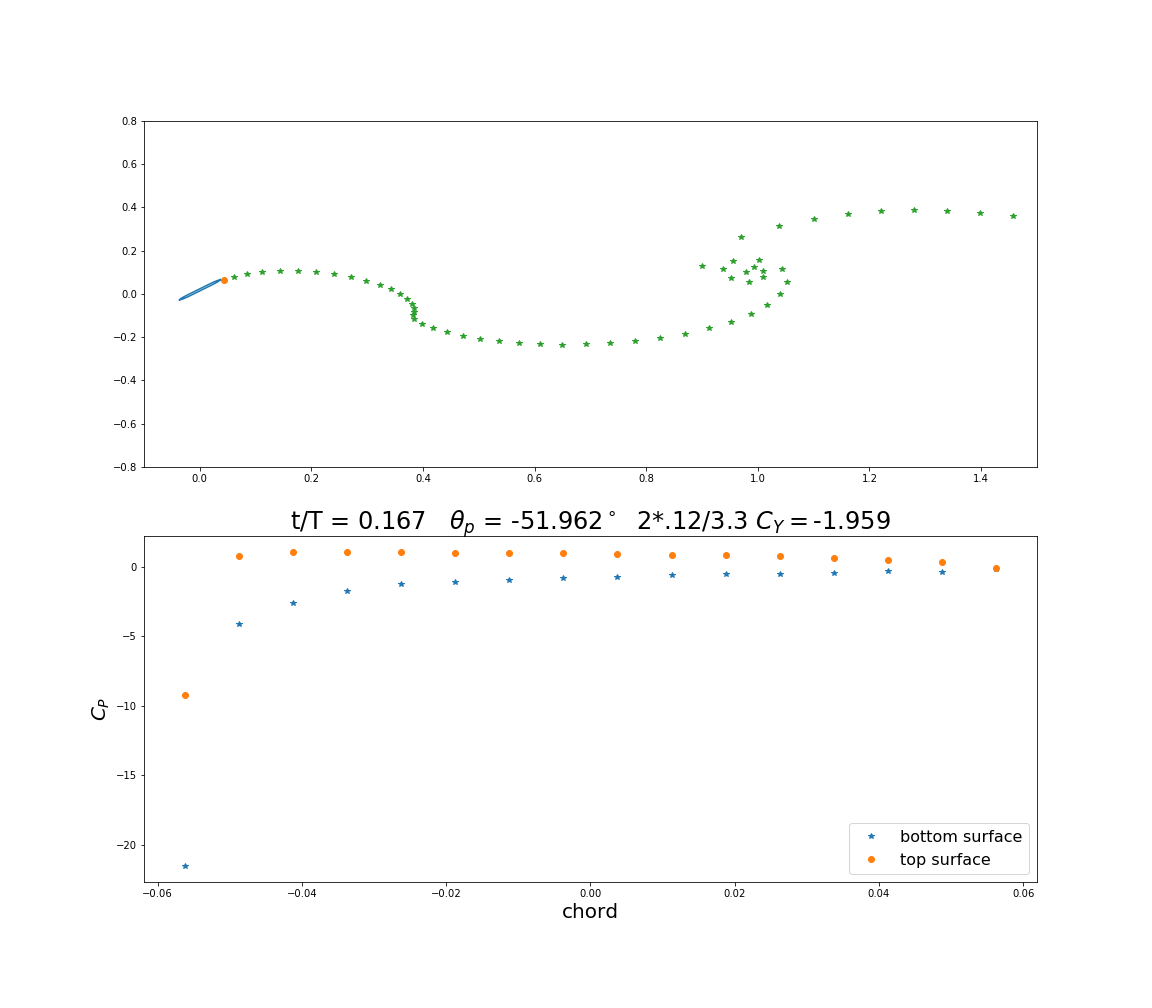 0.8
0.6
0.4
0.2
0.0
−0.2
−0.4
−0.6
−0.8
0.0 0.2 0.4 0.6 0.8 1.0 1.2 1.4
t/T = 0.167 θp = -51.962° 2*.12/3.3 CY = -1.959
0
−5
−10
−15
−20
CP
bottom surface
top surface
−0.06 −0.04 −0.02 0.00 0.02 0.04 0.06
chord